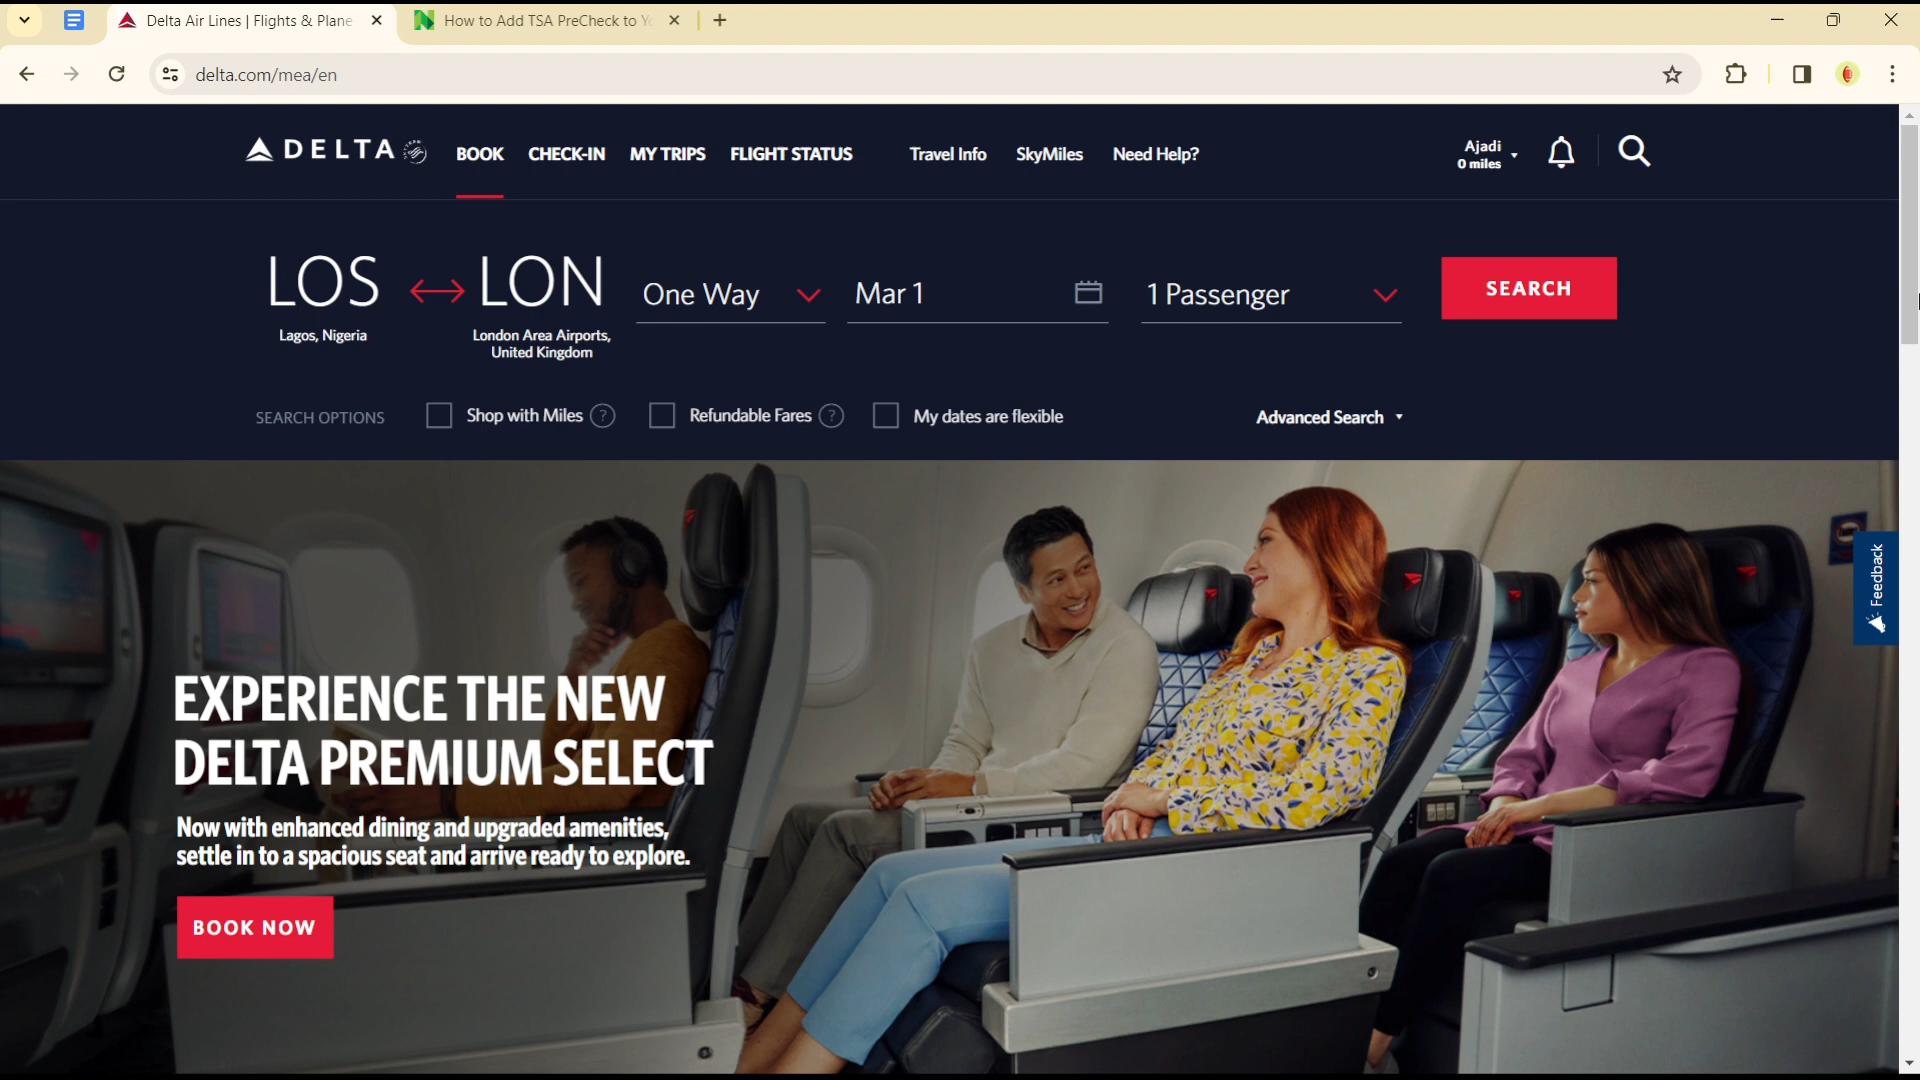 Delta Air Lines | Flights & Plane
How to Add TSA PreCheck to Yo
delta.com/mea/en
DELTA
BOOK CHECK-IN MY TRIPS FLIGHT STATUS Travel Info SkyMiles Need Help?
Ajadi
0 miles
LOS LON One Way Mar 1 1 Passenger SEARCH
Lagos, Nigeria
London Area Airports,
United Kingdom
SEARCH OPTIONS Shop with Miles ? Refundable Fares ? My dates are flexible Advanced Search
Feedback
EXPERIENCE THE NEW
DELTA PREMIUM SELECT
Now with enhanced dining and upgraded amenities,
settle in to a spacious seat and arrive ready to explore.
BOOK NOW